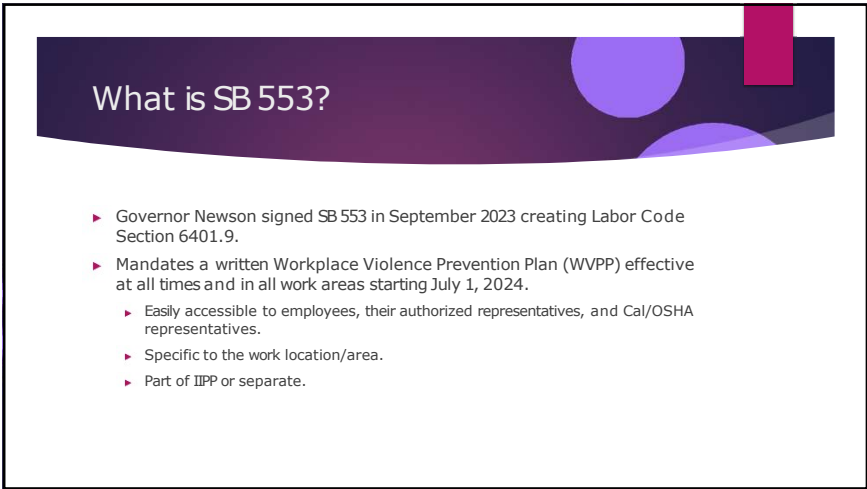 What is SB 553?
Governor Newson signed SB 553 in September 2023 creating Labor Code
Section 6401.9.
Mandates a written Workplace Violence Prevention Plan (WVPP) effective
at all times and in all work areas starting July 1, 2024.
Easily accessible to employees, their authorized representatives, and Cal/OSHA
representatives.
Specific to the work location/area.
Part of IIPP or separate.